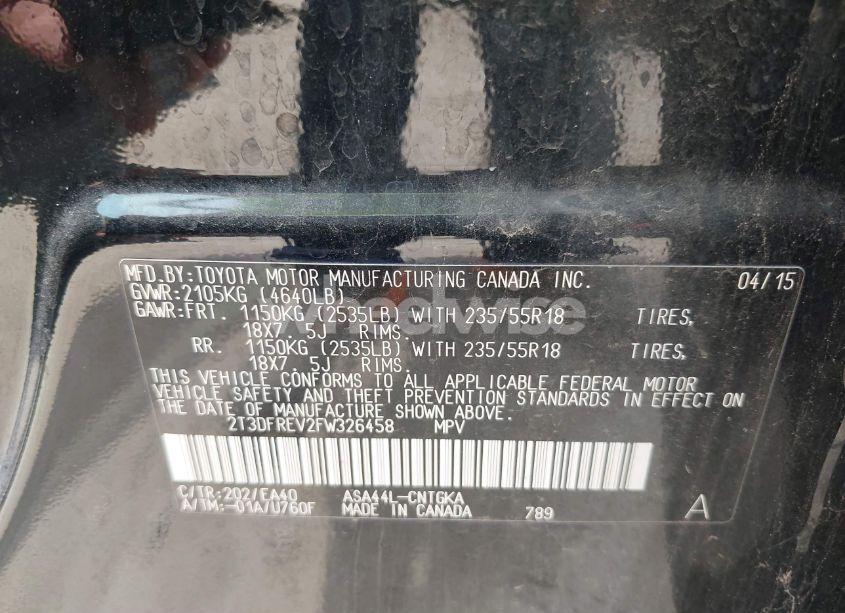 MFD.BY:TOYOTA MOTOR MANUFACTURING CANADA INC. 04/15
GVWR:2105KG (4640LB)
GAWR:FRT. 1150KG (2535LB) WITH 235/55R18 TIRES,
18X7. 5J RIMS.
RR. 1150KG (2535LB) WITH 235/55R18 TIRES,
18X7. 5J RIMS.
THIS VEHICLE CONFORMS TO ALL APPLICABLE FEDERAL MOTOR
VEHICLE SAFETY AND THEFT PREVENTION STANDARDS IN EFFECT ON
THE DATE OF MANUFACTURE SHOWN ABOVE.
2T3DFREV2FW326458 MPV
C/TR:202/EA40 ASA44L-CNTGKA
A/TM:-01A/U760F MADE IN CANADA 789 A